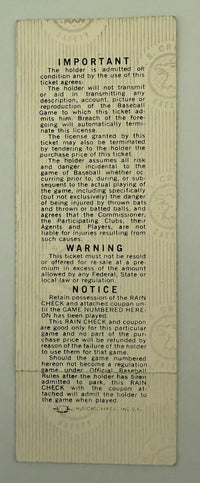 IMPORTANT
The holder is admitted on
condition and by the use of this
ticket agrees:
The holder will not transmit
or aid in transmitting any
description, account, picture
or reproduction of the Baseball
Game to which this ticket ad-
mits him. Breach of the fore-
going will automatically termi-
nate this license.
The license granted by this
ticket may also be terminated
by tendering to the holder the
purchase price of this ticket.
The holder assumes all risk
and danger incidental to the
game of Baseball whether oc-
curring prior to, during, or sub-
sequent to the actual playing of
the game, including specifically
(but not exclusively) the danger
of being injured by thrown bats
and thrown or batted balls, and
agrees that the Commissioner,
the Participating Clubs, their
Agents and Players, are not
liable for injuries resulting from
such causes.
WARNING
This ticket must not be resold
or offered for re-sale at a pre-
mium in excess of the amount
allowed by any Federal, State or
local law or regulation.
NOTICE
Retain possession of the RAIN
CHECK and attached coupon un-
til the GAME NUMBERED HERE-
ON has been played.
This RAIN CHECK and coupon
are good only for this particular
game and no part of the pur-
chase price will be refunded by
reason of the failure of the holder
to use them for that game.
Should the game numbered
hereon not become a regulation
game under Official Baseball
Rules after the holder has been
admitted to park, this RAIN
CHECK with the coupon at-
tached will admit the holder to
the game when played.